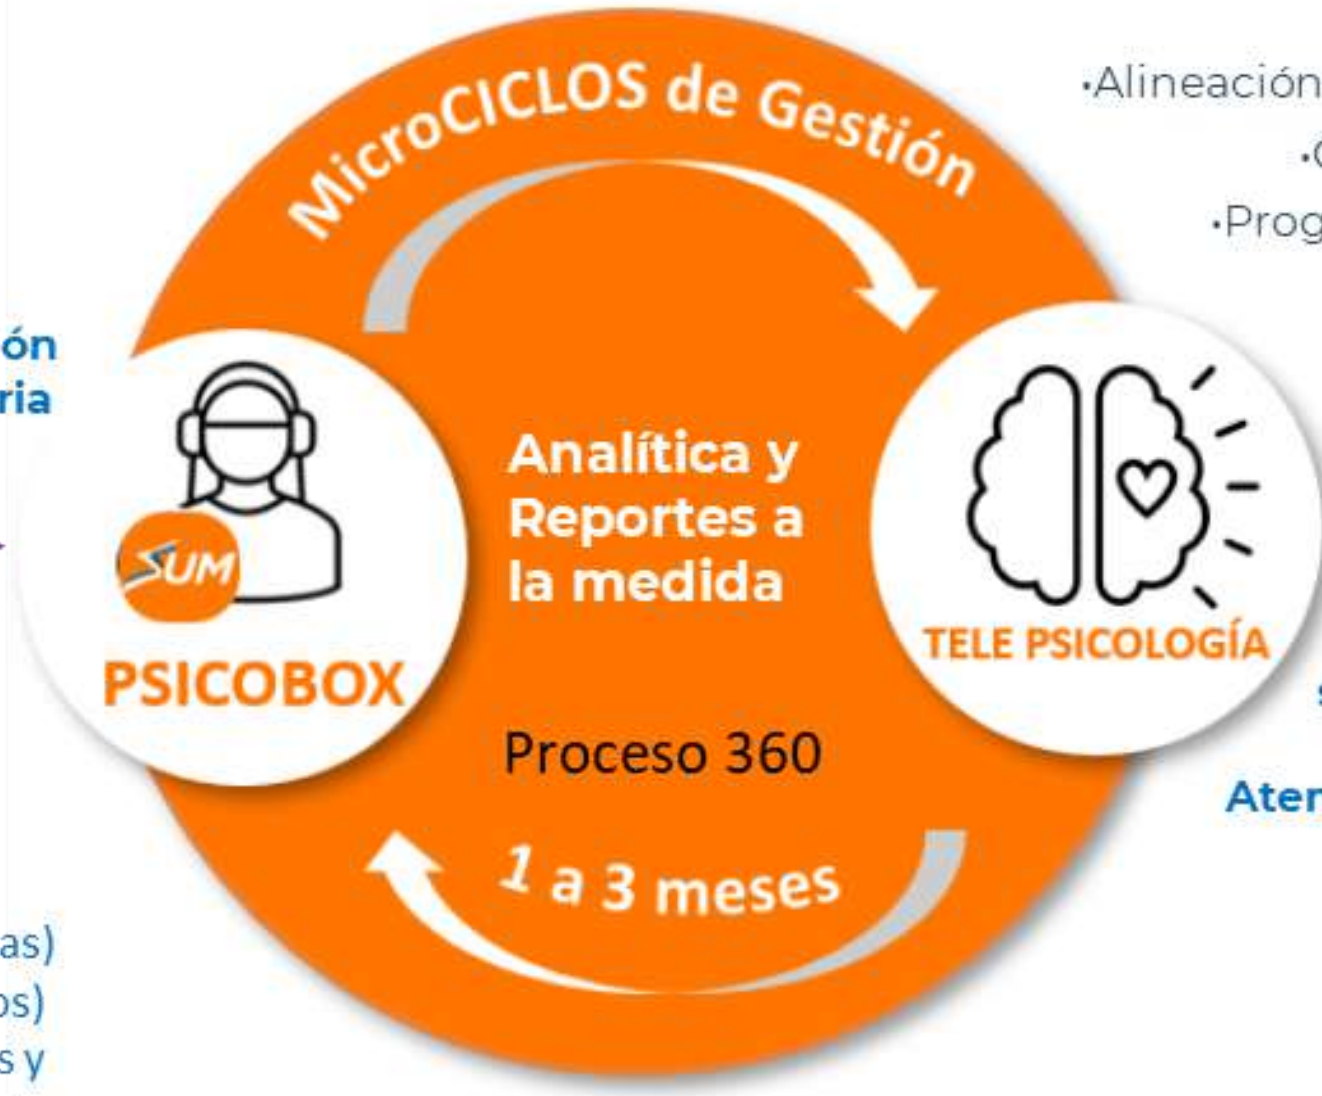 MicroCICLOS de Gestión
•Alineación
•Prog
ón
ria
Analítica y
Reportes a
la medida
SUM
PSICOBOX
TELE PSICOLOGÍA
Proceso 360
Aten
1 a 3 meses
as)
os)
s y